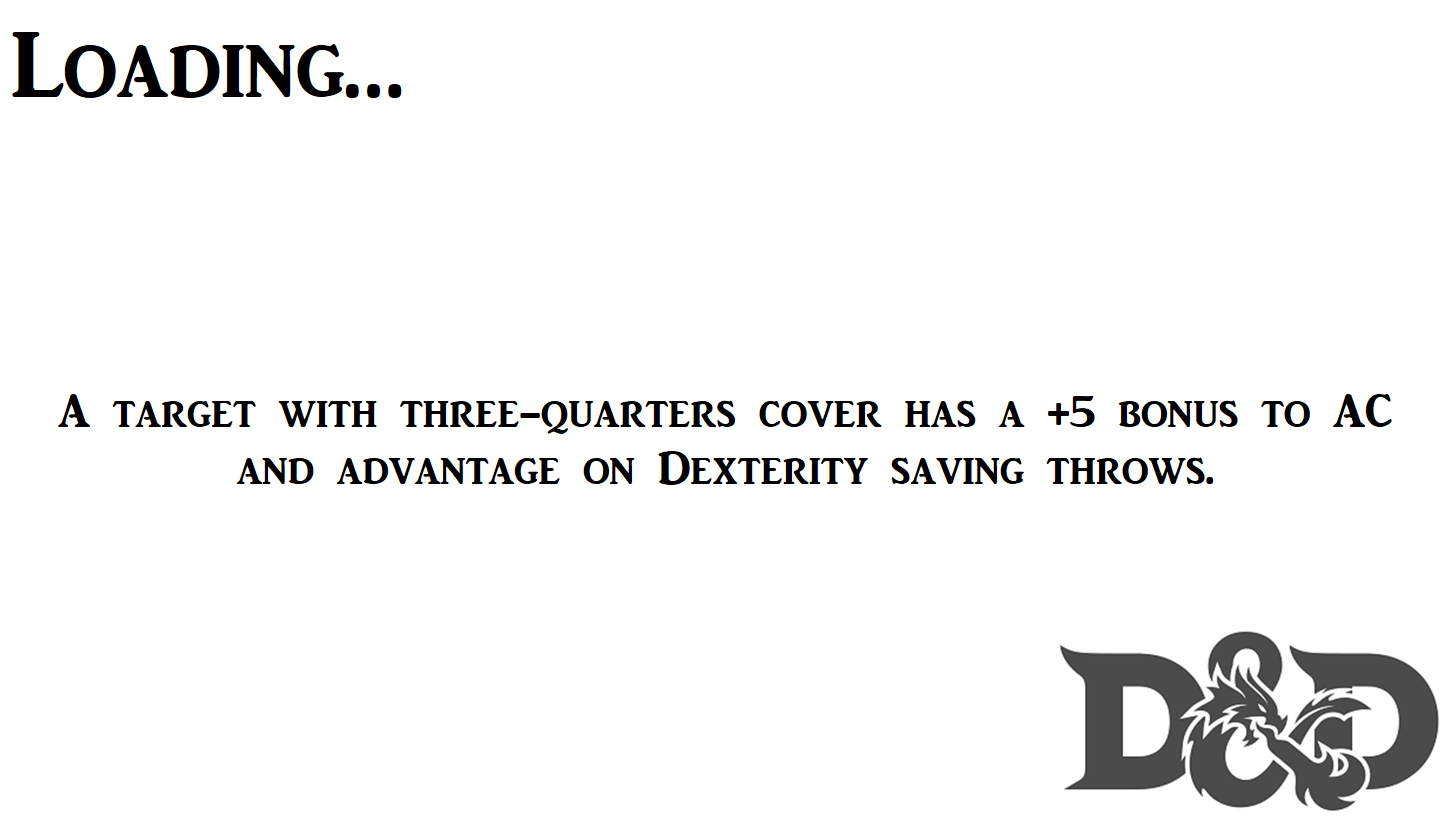 Loading...
A target with three-quarters cover has a +5 bonus to AC
and advantage on Dexterity saving throws.
D&D